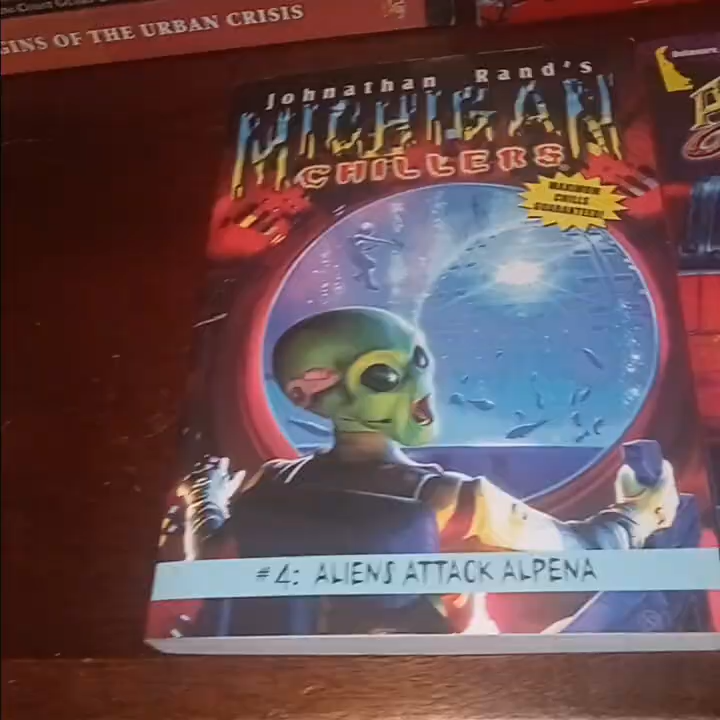 GINS OF THE URBAN CRISIS
Johnathan Rand's
MICHIGAN
CHILLERS
MAXIMUM
CHILLS
GUARANTEED!
#4: ALIENS ATTACK ALPENA